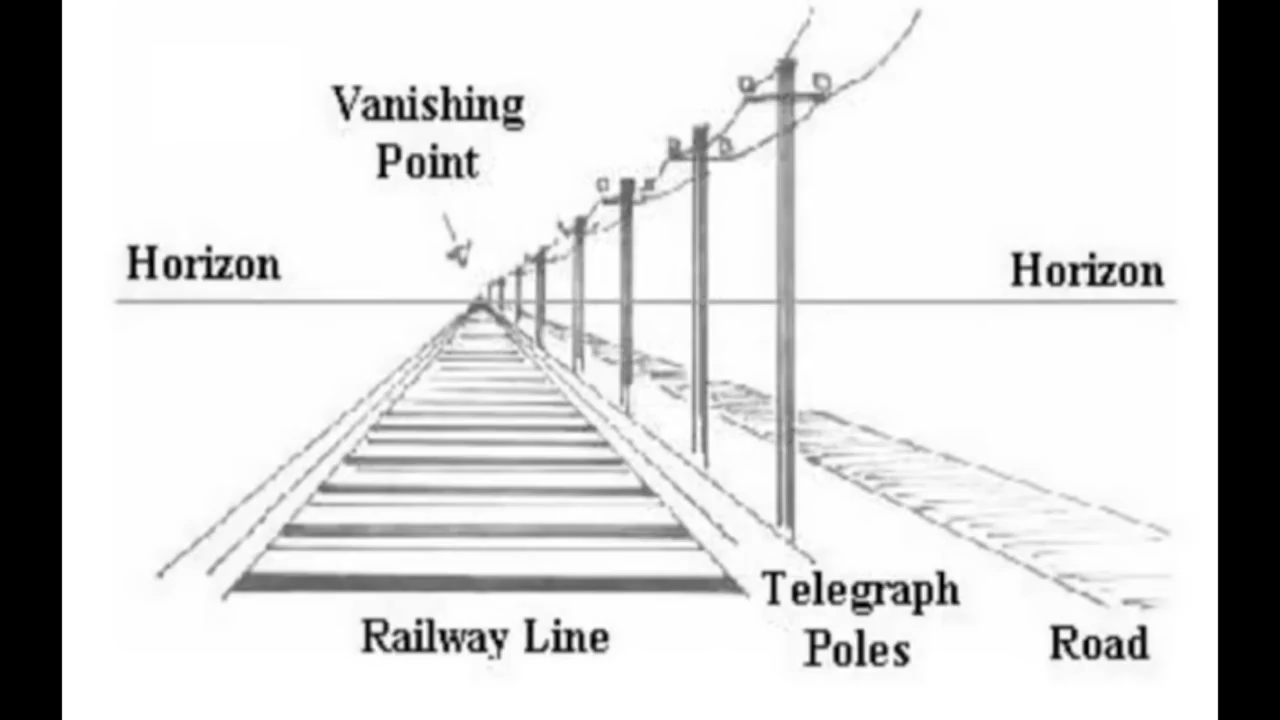 Vanishing
Point
Horizon
Horizon
Railway Line
Telegraph
Poles
Road